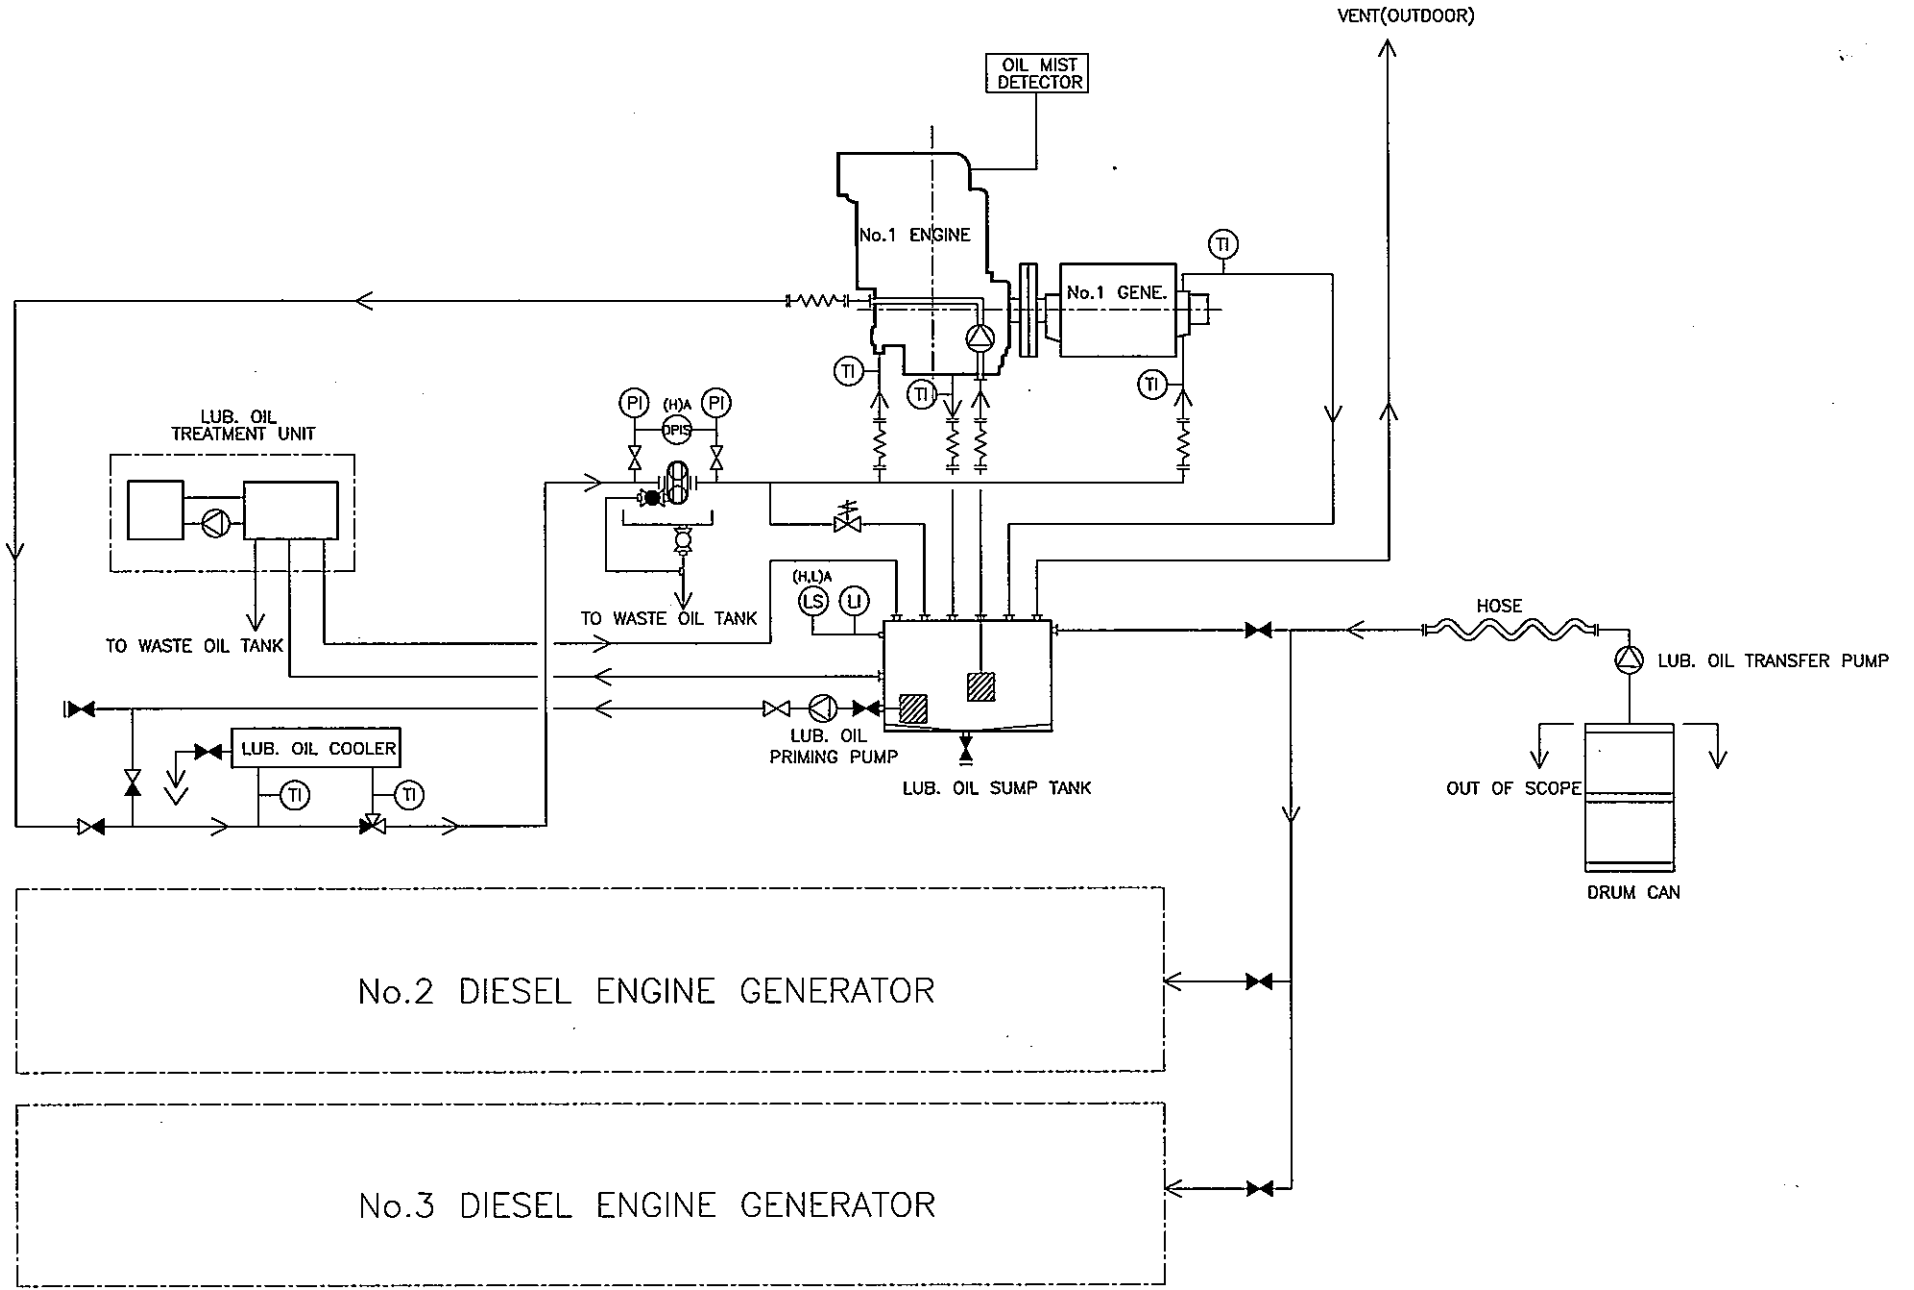 VENT(OUTDOOR)
OIL MIST
DETECTOR
No.1 ENGINE
TI
No.1 GENE.
TI
TI
TI
PI
(H)A
PI
DPIS
LUB. OIL
TREATMENT UNIT
(H,L)A
LS
LI
TO WASTE OIL TANK
TO WASTE OIL TANK
HOSE
LUB. OIL TRANSFER PUMP
LUB. OIL
PRIMING PUMP
LUB. OIL COOLER
LUB. OIL SUMP TANK
OUT OF SCOPE
TI
TI
DRUM CAN
No.2 DIESEL ENGINE GENERATOR
No.3 DIESEL ENGINE GENERATOR